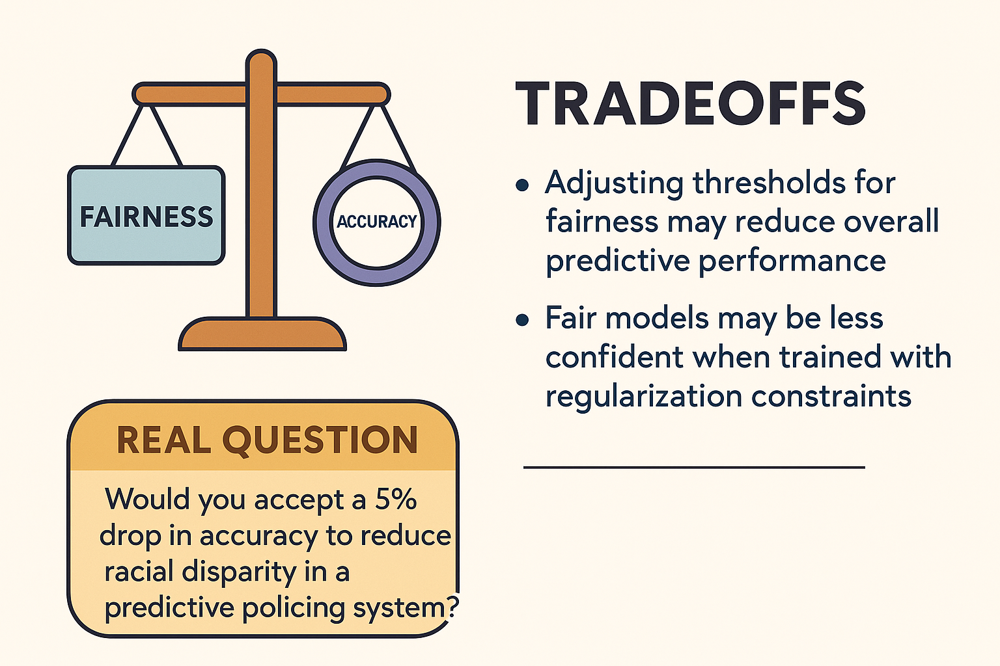 FAIRNESS
ACCURACY
TRADEOFFS
• Adjusting thresholds for
fairness may reduce overall
predictive performance
• Fair models may be less
confident when trained with
regularization constraints
REAL QUESTION
Would you accept a 5%
drop in accuracy to reduce
racial disparity in a
predictive policing system?